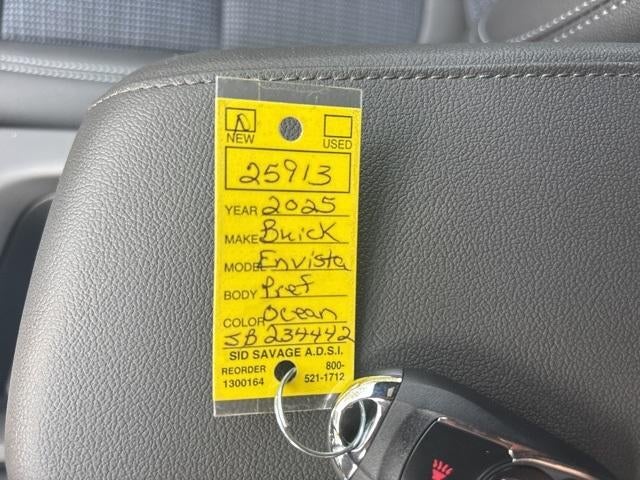 NEW USED
25913
YEAR 2025
MAKE Buick
MODEL Envista
BODY Pref
COLOR Ocean
SB 234442
SID SAVAGE A.D.S.I.
REORDER 800-
1300164 521-1712